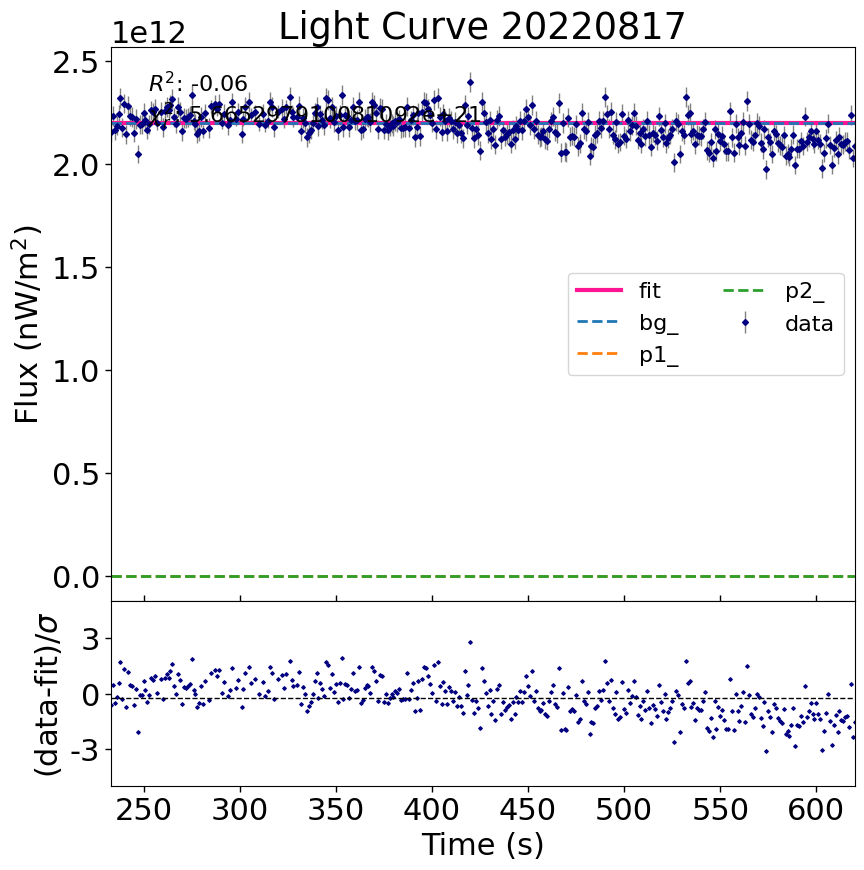 Light Curve 20220817
1e12
R²: -0.06
2.5
2.0
1.5
1.0
0.5
0.0
Flux (nW/m²)
fit
bg_
p1_
p2_
data
3
0
-3
(data-fit)/σ
250 300 350 400 450 500 550 600
Time (s)